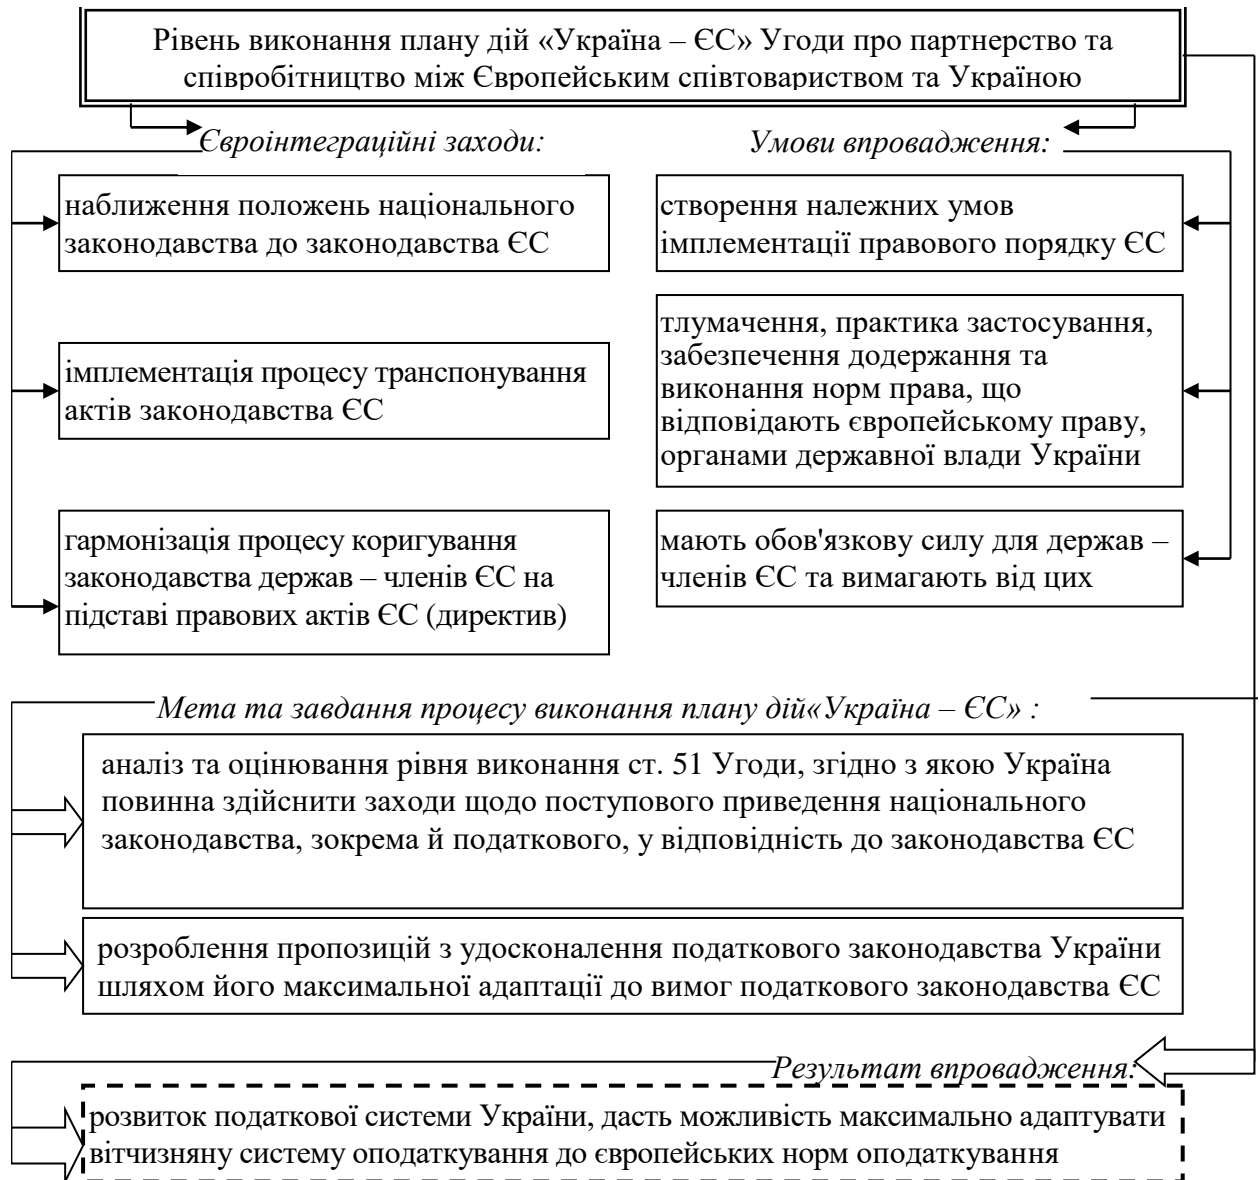 Рівень виконання плану дій «Україна – ЄС» Угоди про партнерство та
співробітництво між Європейським співтовариством та Україною
Євроінтеграційні заходи:
наближення положень національного
законодавства до законодавства ЄС
імплементація процесу транспонування
актів законодавства ЄС
гармонізація процесу коригування
законодавства держав – членів ЄС на
підставі правових актів ЄС (директив)
Умови впровадження:
створення належних умов
імплементації правового порядку ЄС
тлумачення, практика застосування,
забезпечення додержання та
виконання норм права, що
відповідають європейському праву,
органами державної влади України
мають обов'язкову силу для держав –
членів ЄС та вимагають від цих
Мета та завдання процесу виконання плану дій«Україна – ЄС» :
аналіз та оцінювання рівня виконання ст. 51 Угоди, згідно з якою Україна
повинна здійснити заходи щодо поступового приведення національного
законодавства, зокрема й податкового, у відповідність до законодавства ЄС
розроблення пропозицій з удосконалення податкового законодавства України
шляхом його максимальної адаптації до вимог податкового законодавства ЄС
Результат впровадження:
розвиток податкової системи України, дасть можливість максимально адаптувати
вітчизняну систему оподаткування до європейських норм оподаткування